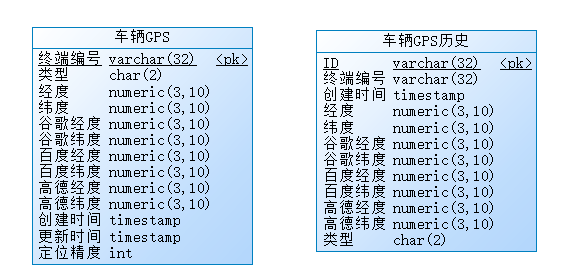 车辆GPS
终端编号 varchar(32) <pk>
类型 char(2)
经度 numeric(3,10)
纬度 numeric(3,10)
谷歌经度 numeric(3,10)
谷歌纬度 numeric(3,10)
百度经度 numeric(3,10)
百度纬度 numeric(3,10)
高德经度 numeric(3,10)
高德纬度 numeric(3,10)
创建时间 timestamp
更新时间 timestamp
定位精度 int
车辆GPS历史
ID varchar(32) <pk>
终端编号 varchar(32)
创建时间 timestamp
经度 numeric(3,10)
纬度 numeric(3,10)
谷歌经度 numeric(3,10)
谷歌纬度 numeric(3,10)
百度经度 numeric(3,10)
百度纬度 numeric(3,10)
高德经度 numeric(3,10)
高德纬度 numeric(3,10)
类型 char(2)